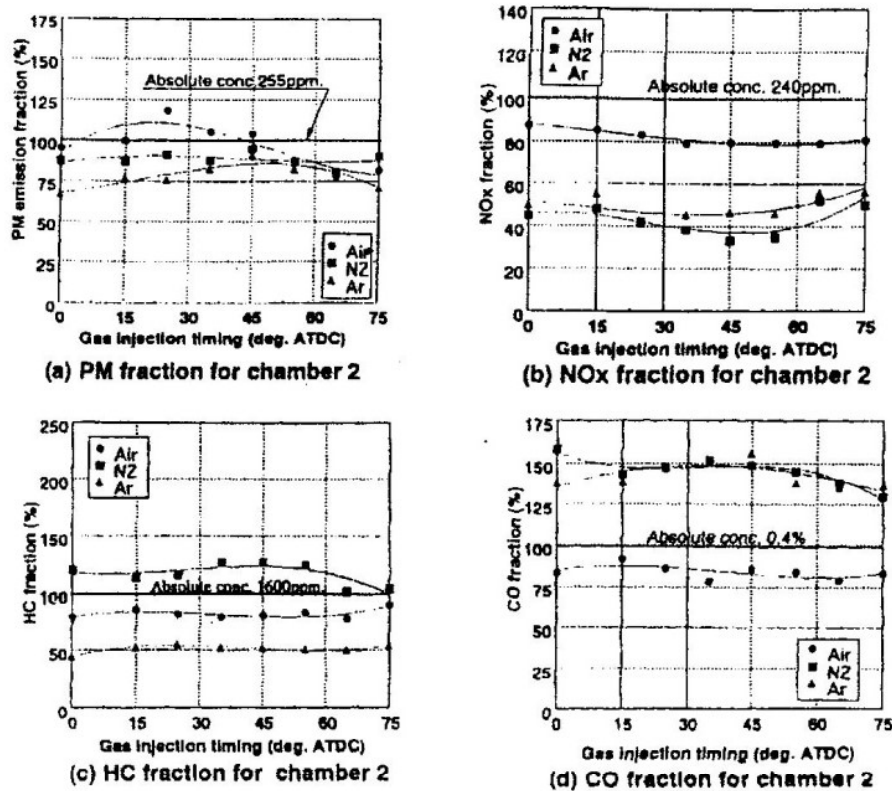 175
150
125
100
75
50
25
0
PM emission fraction (%)
Absolute conc.255ppm.
Air
N2
Ar
0 15 30 45 60 75
Gas injection timing (deg. ATDC)
(a) PM fraction for chamber 2
140
120
100
80
60
40
20
0
NOx fraction (%)
Air
N2
Ar
Absolute conc. 240ppm.
0 15 30 45 60 75
Gas injection timing (deg. ATDC)
(b) NOx fraction for chamber 2
250
200
150
100
50
0
HC fraction (%)
Air
N2
Ar
Absolute conc. 1600ppm.
0 15 30 45 60 75
Gas injection timing (deg. ATDC)
(c) HC fraction for chamber 2
175
150
125
100
75
50
25
0
CO fraction (%)
Absolute conc. 0.4%
Air
N2
Ar
0 15 30 45 60 75
Gas injection timing (deg. ATDC)
(d) CO fraction for chamber 2